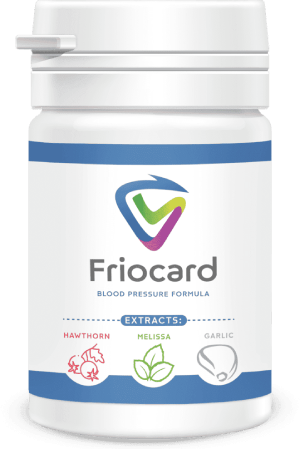 Friocard
BLOOD PRESSURE FORMULA
EXTRACTS:
HAWTHORN MELISSA GARLIC